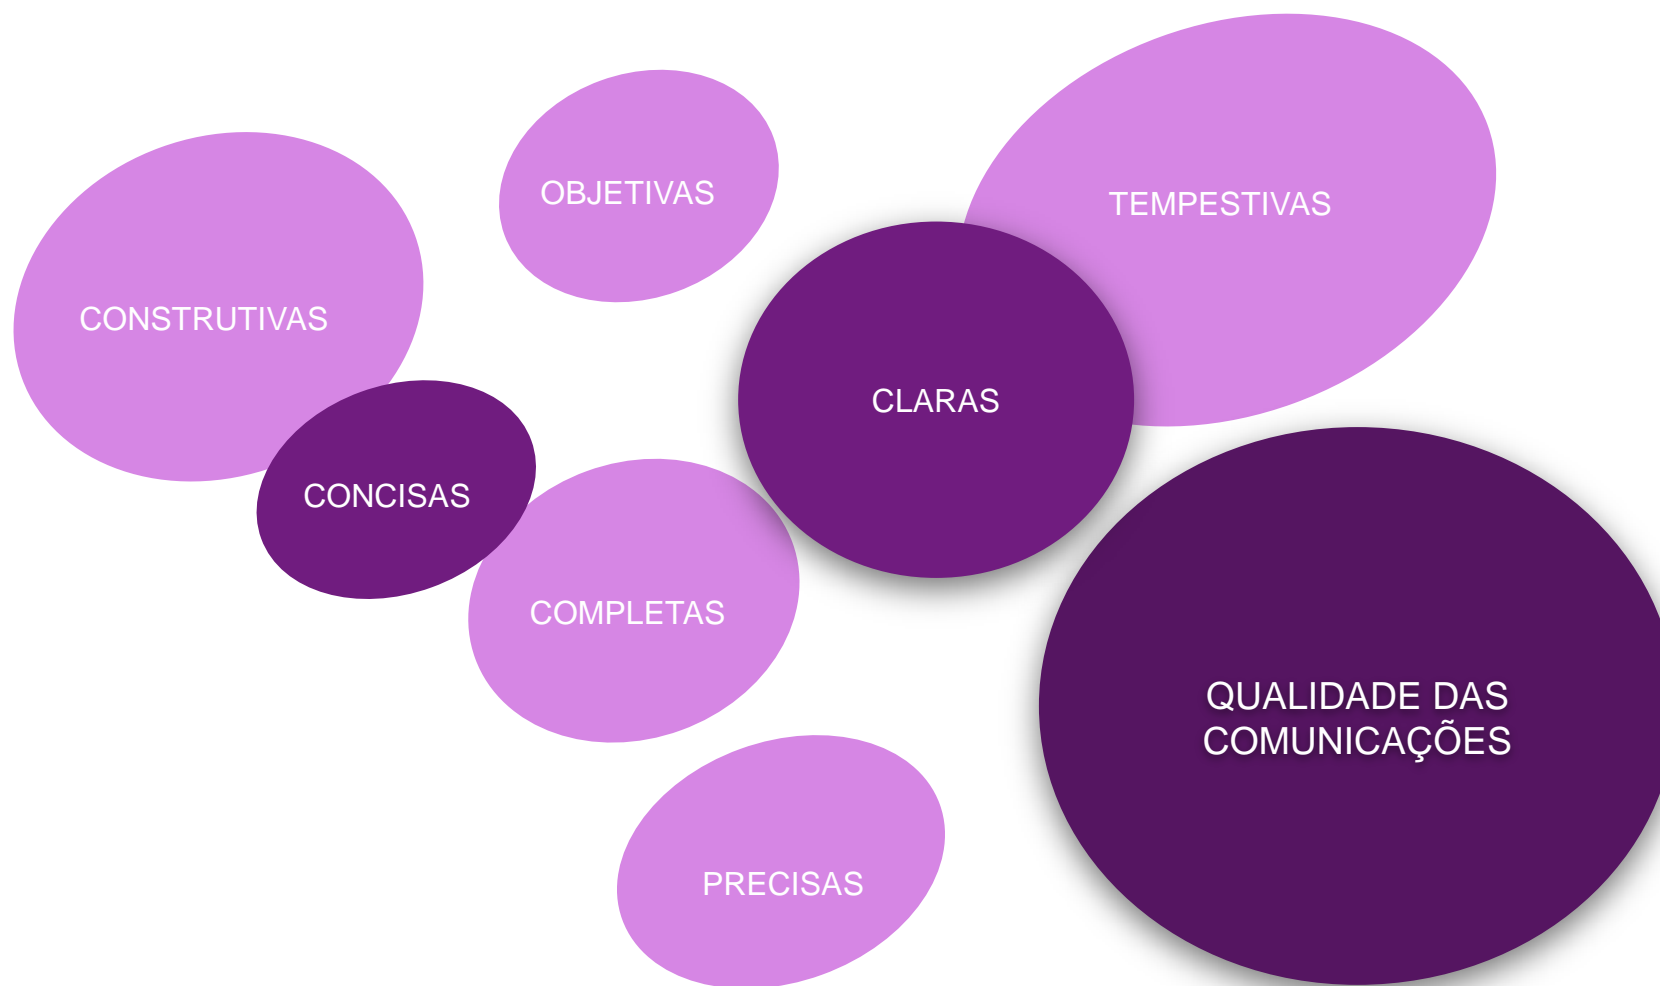 OBJETIVAS
TEMPESTIVAS
CONSTRUTIVAS
CLARAS
CONCISAS
COMPLETAS
QUALIDADE DAS
COMUNICAÇÕES
PRECISAS